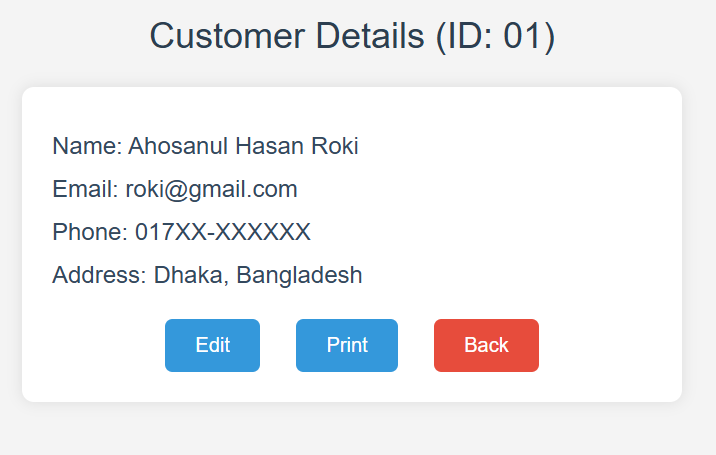 Customer Details (ID: 01)
Name: Ahosanul Hasan Roki
Email: roki@gmail.com
Phone: 017XX-XXXXXX
Address: Dhaka, Bangladesh
Edit Print Back